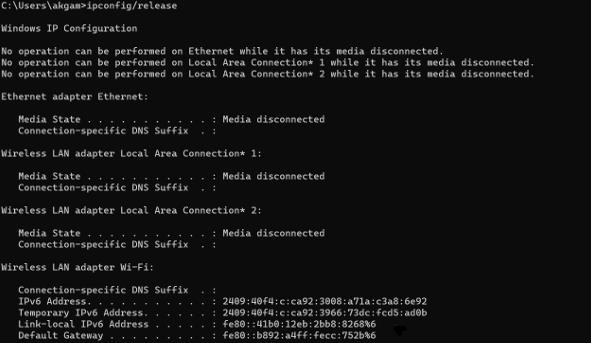 C:\Users\akgam>ipconfig/release
Windows IP Configuration
No operation can be performed on Ethernet while it has its media disconnected.
No operation can be performed on Local Area Connection* 1 while it has its media disconnected.
No operation can be performed on Local Area Connection* 2 while it has its media disconnected.
Ethernet adapter Ethernet:
Media State . . . . . . . . . . . : Media disconnected
Connection-specific DNS Suffix . :
Wireless LAN adapter Local Area Connection* 1:
Media State . . . . . . . . . . . : Media disconnected
Connection-specific DNS Suffix . :
Wireless LAN adapter Local Area Connection* 2:
Media State . . . . . . . . . . . : Media disconnected
Connection-specific DNS Suffix . :
Wireless LAN adapter Wi-Fi:
Connection-specific DNS Suffix . :
IPv6 Address. . . . . . . . . . . : 2409:40f4:c:ca92:3008:a71a:c3a8:6e92
Temporary IPv6 Address. . . . . . : 2409:40f4:c:ca92:3966:73dc:fcd5:ad0b
Link-local IPv6 Address . . . . . : fe80::41b0:12eb:2bb8:8268%6
Default Gateway . . . . . . . . . : fe80::b892:a4ff:fecc:752b%6